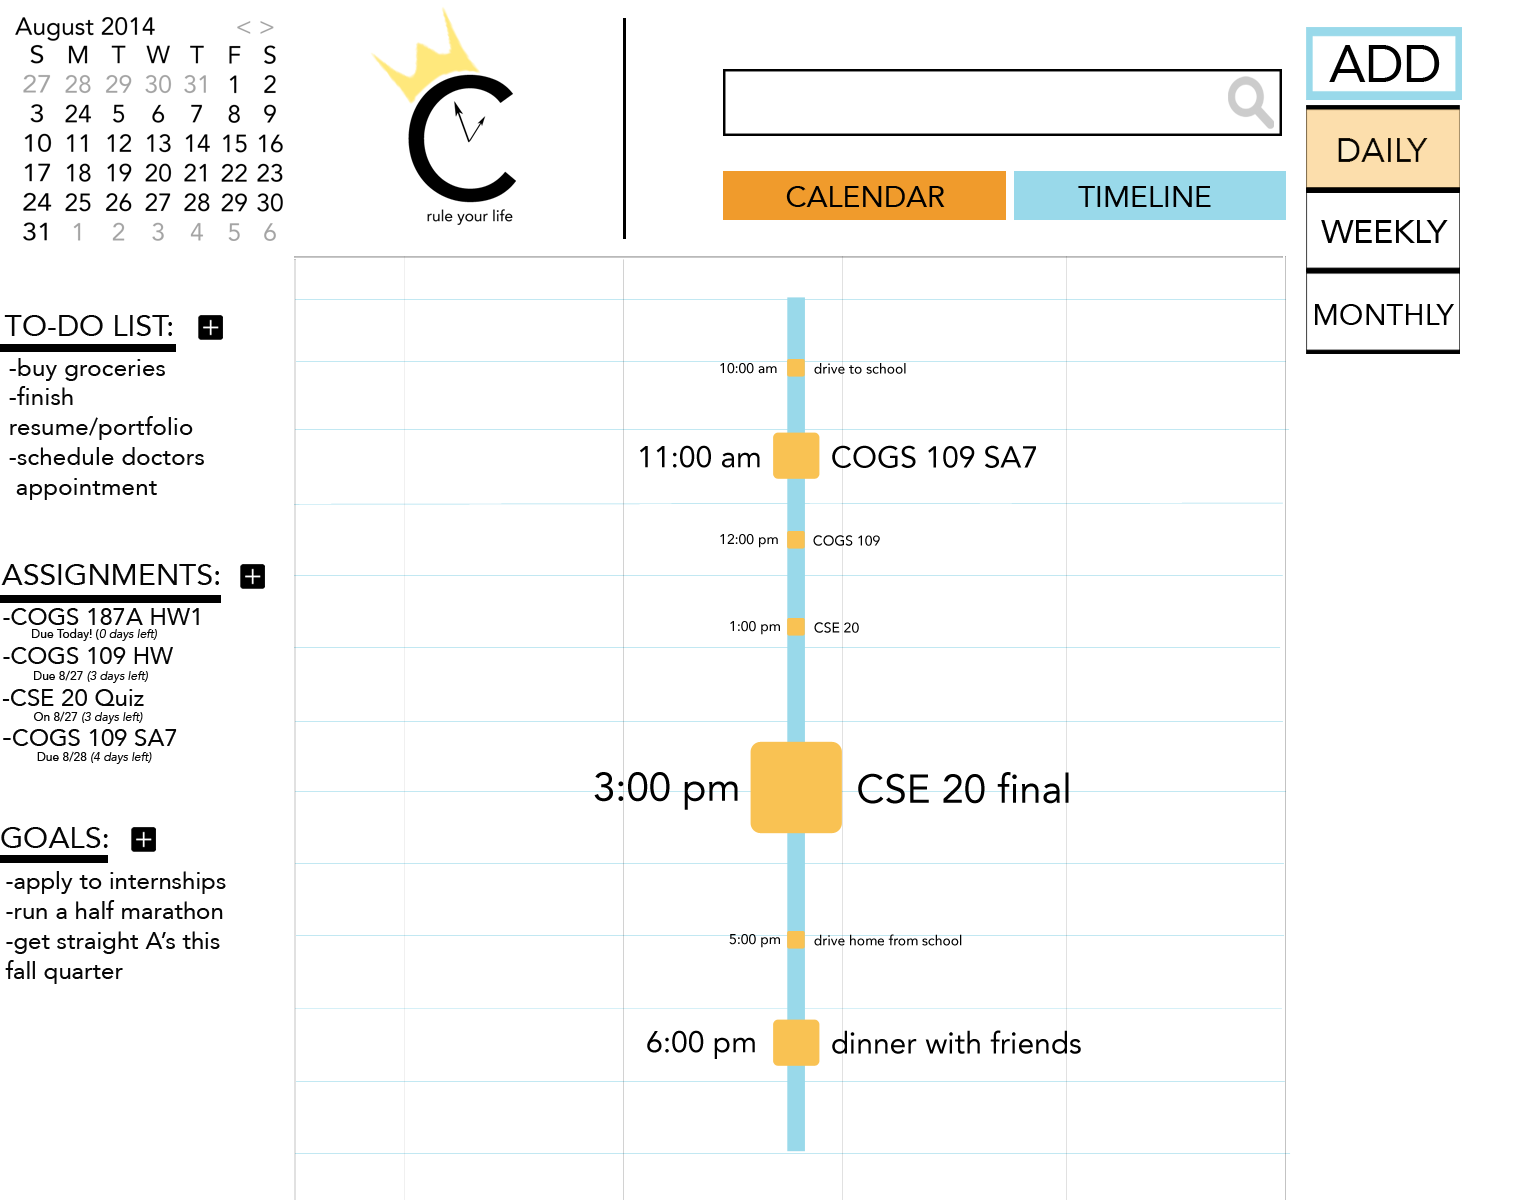 August 2014 < >
S M T W T F S
27 28 29 30 31 1 2
3 24 5 6 7 8 9
10 11 12 13 14 15 16
17 18 19 20 21 22 23
24 25 26 27 28 29 30
31 1 2 3 4 5 6
C
rule your life
CALENDAR
TIMELINE
ADD
DAILY
WEEKLY
MONTHLY
TO-DO LIST: +
-buy groceries
-finish
resume/portfolio
-schedule doctors
appointment
ASSIGNMENTS: +
-COGS 187A HW1
Due Today! (0 days left)
-COGS 109 HW
Due 8/27 (3 days left)
-CSE 20 Quiz
On 8/27 (3 days left)
-COGS 109 SA7
Due 8/28 (4 days left)
GOALS: +
-apply to internships
-run a half marathon
-get straight A's this
fall quarter
10:00 am drive to school
11:00 am COGS 109 SA7
12:00 pm COGS 109
1:00 pm CSE 20
3:00 pm CSE 20 final
5:00 pm drive home from school
6:00 pm dinner with friends